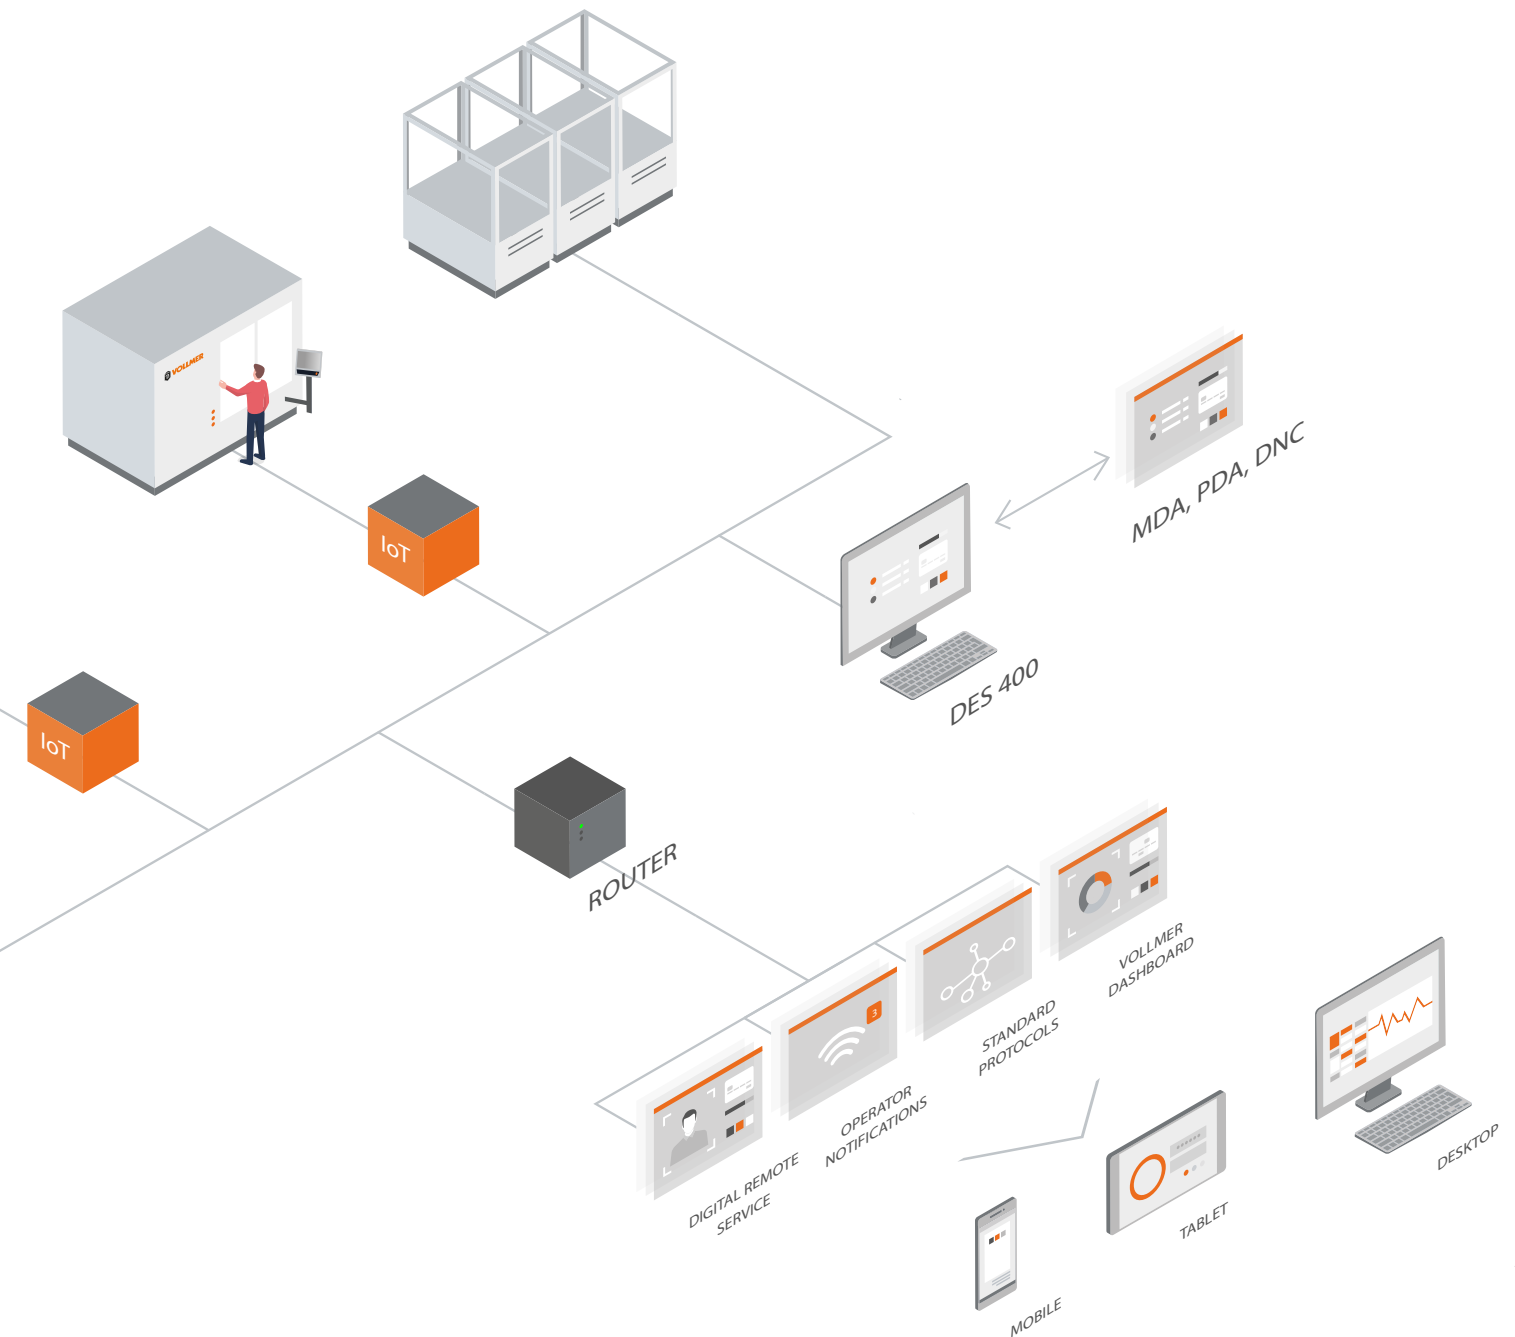 VOLLMER
IoT
MDA, PDA, DNC
DES 400
IoT
ROUTER
VOLLMER
DASHBOARD
STANDARD
PROTOCOLS
3
OPERATOR
NOTIFICATIONS
DIGITAL REMOTE
SERVICE
DESKTOP
TABLET
MOBILE